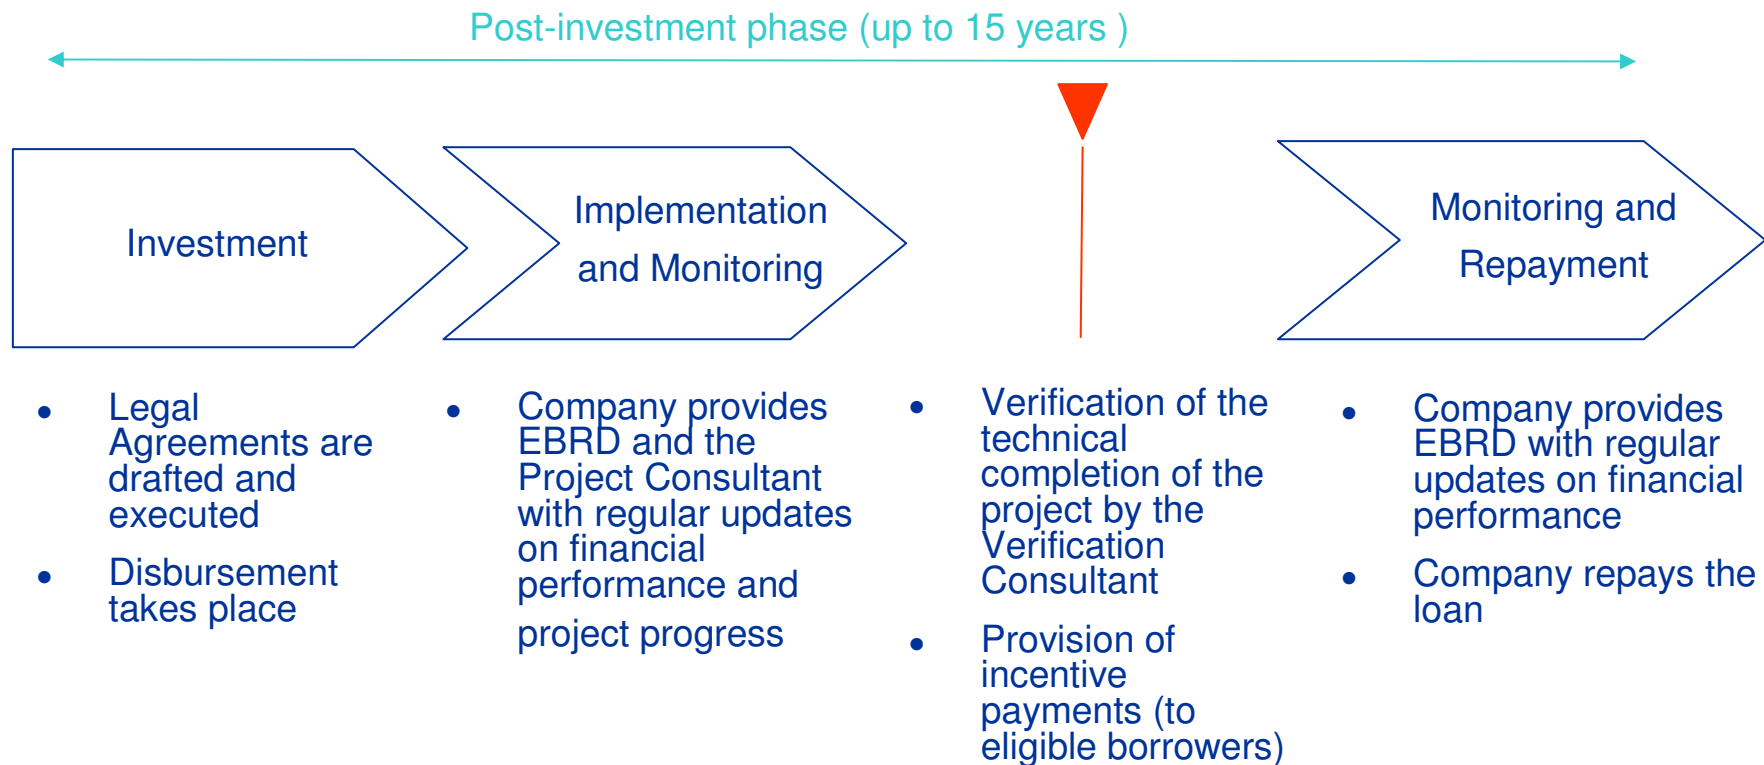 Post-investment phase (up to 15 years )
Investment
Implementation
and Monitoring
Monitoring and
Repayment
• Legal
Agreements are
drafted and
executed
• Disbursement
takes place
• Company provides
EBRD and the
Project Consultant
with regular updates
on financial
performance and
project progress
• Verification of the
technical
completion of the
project by the
Verification
Consultant
• Provision of
incentive
payments (to
eligible borrowers)
• Company provides
EBRD with regular
updates on financial
performance
• Company repays the
loan